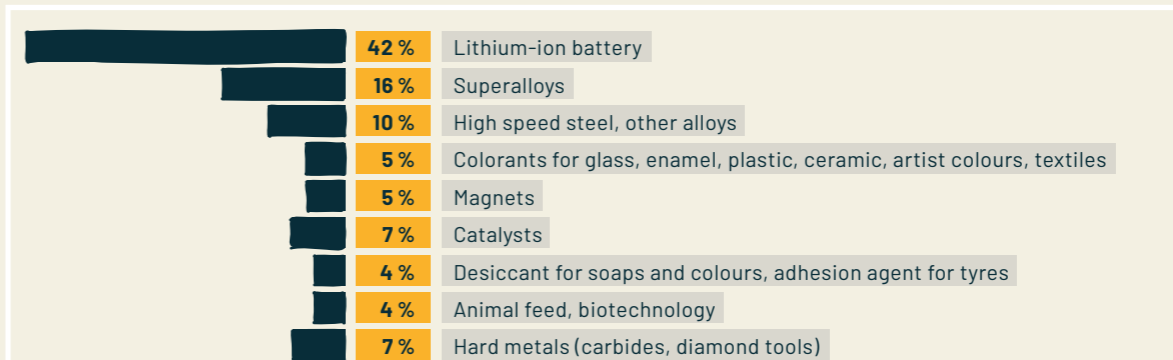 42 % Lithium-ion battery
16 % Superalloys
10 % High speed steel, other alloys
5 % Colorants for glass, enamel, plastic, ceramic, artist colours, textiles
5 % Magnets
7 % Catalysts
4 % Desiccant for soaps and colours, adhesion agent for tyres
4 % Animal feed, biotechnology
7 % Hard metals (carbides, diamond tools)